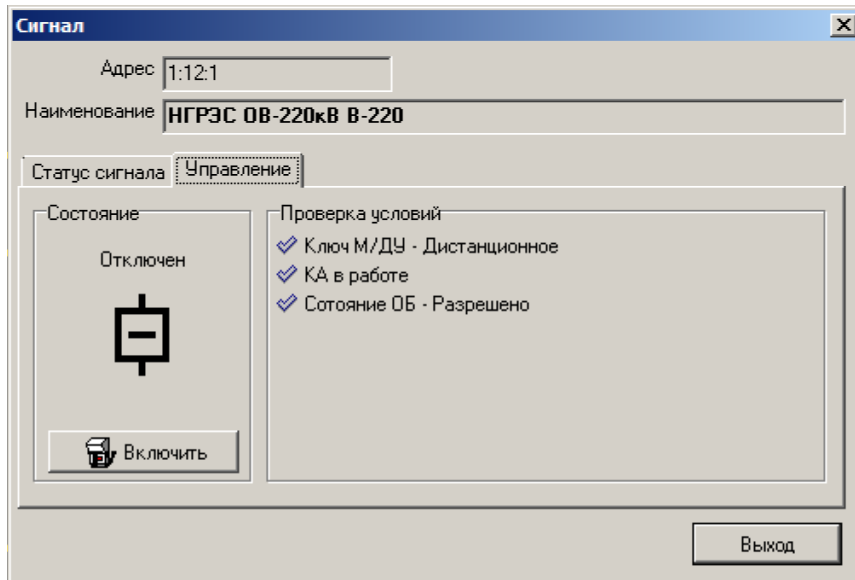 Сигнал
Адрес 1:12:1
Наименование НГРЭС ОВ-220кВ В-220
Статус сигнала Управление
Состояние
Отключен
Включить
Проверка условий
Ключ М/ДУ - Дистанционное
КА в работе
Сотояние ОБ - Разрешено
Выход